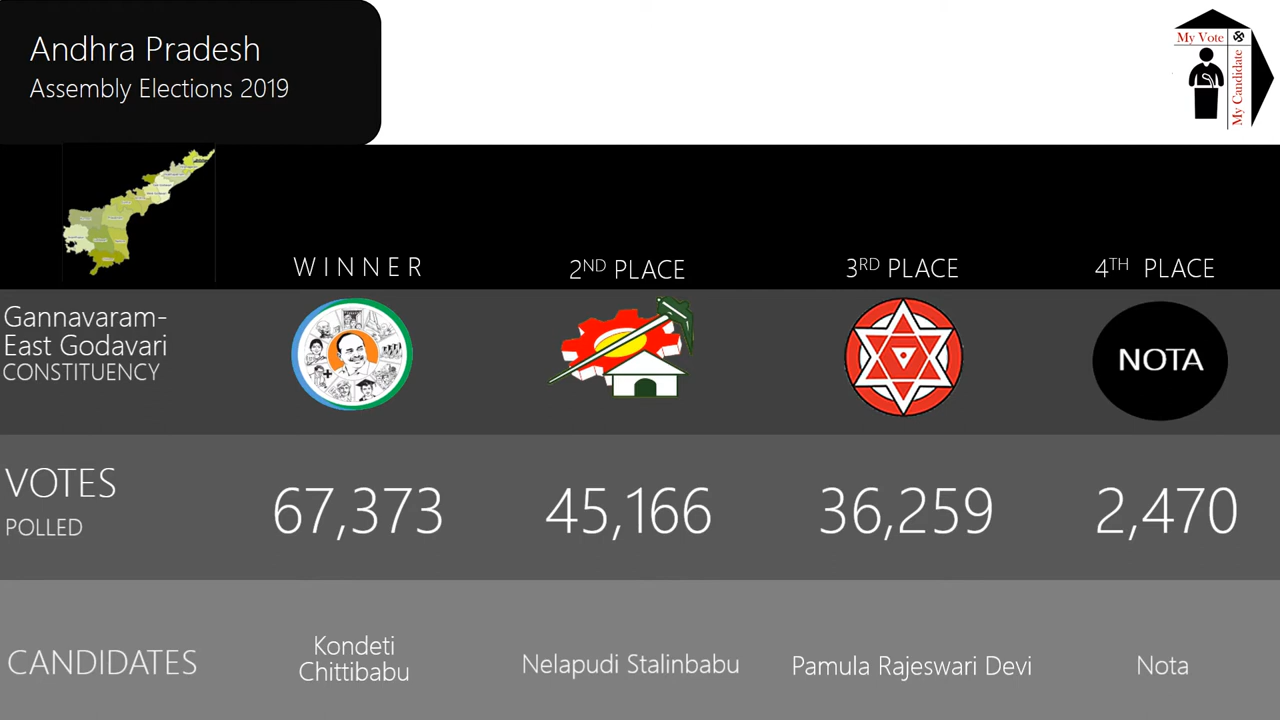 Andhra Pradesh
Assembly Elections 2019
My Vote
My Candidate
WINNER
2ND PLACE
3RD PLACE
4TH PLACE
Gannavaram-
East Godavari
CONSTITUENCY
NOTA
VOTES
POLLED
67,373
45,166
36,259
2,470
CANDIDATES
Kondeti
Chittibabu
Nelapudi Stalinbabu
Pamula Rajeswari Devi
Nota